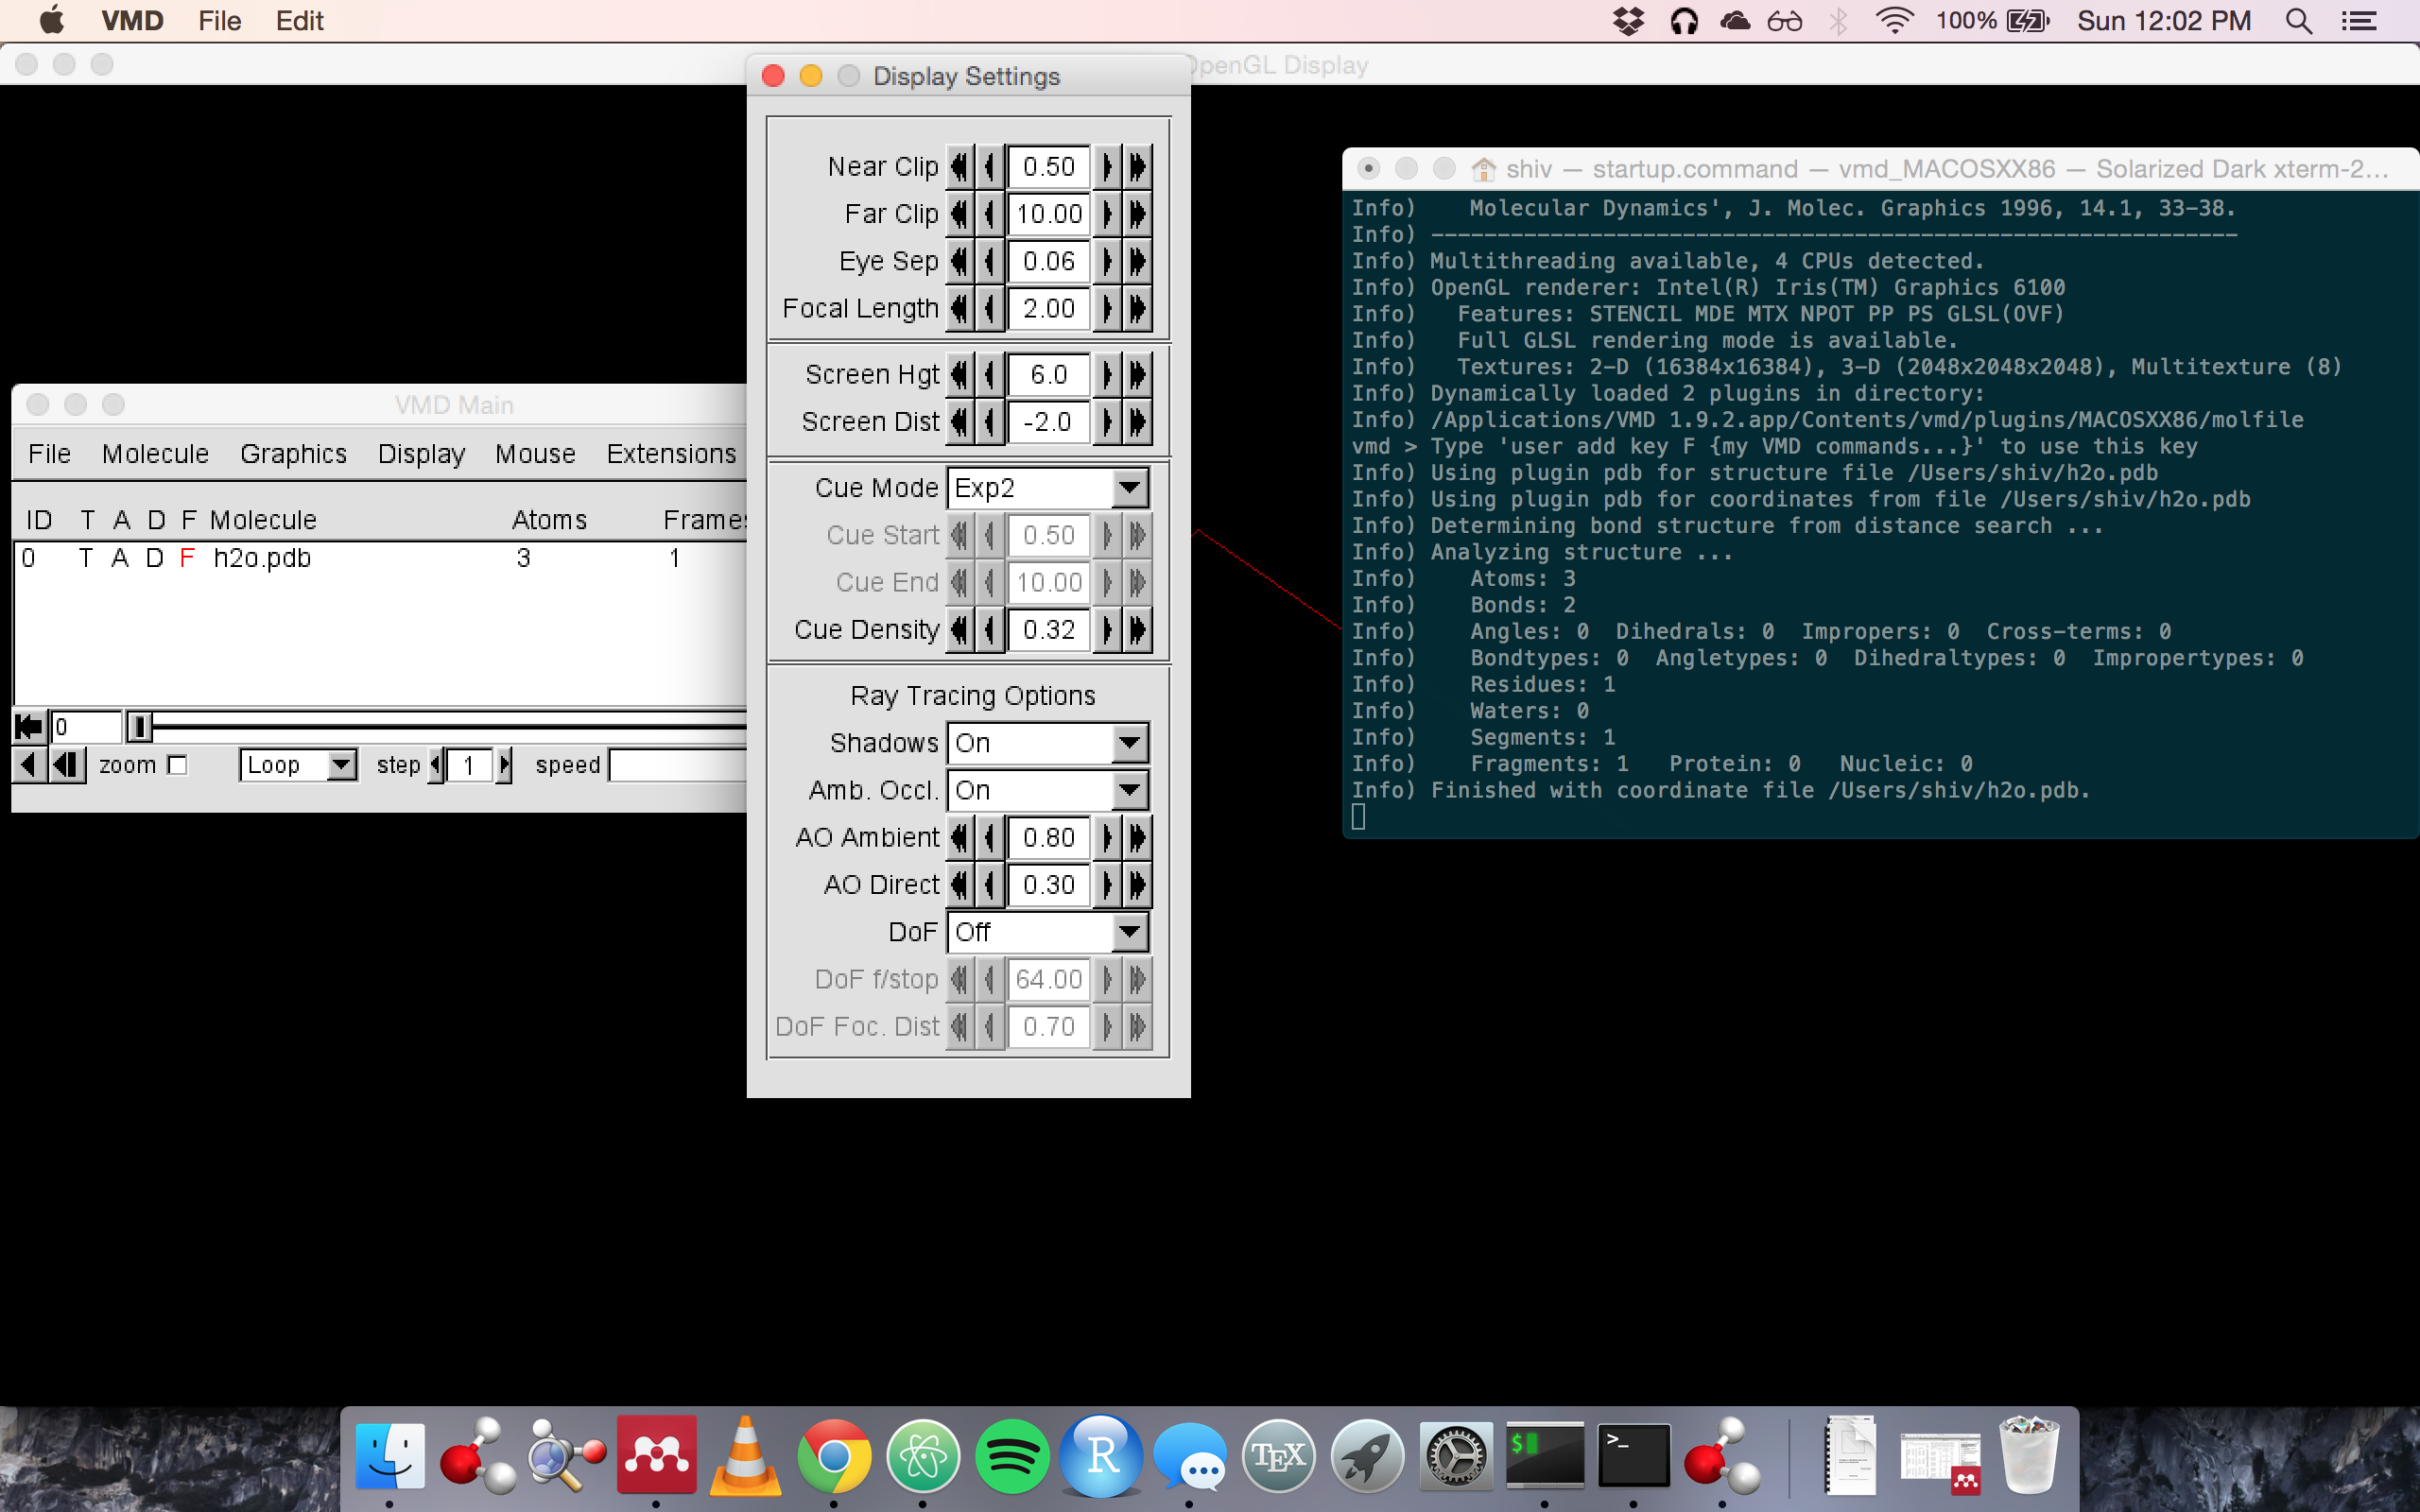 VMD File Edit 100% Sun 12:02 PM
OpenGL Display
Display Settings
Near Clip 0.50
Far Clip 10.00
Eye Sep 0.06
Focal Length 2.00
Screen Hgt 6.0
Screen Dist -2.0
Cue Mode Exp2
Cue Start 0.50
Cue End 10.00
Cue Density 0.32
Ray Tracing Options
Shadows On
Amb. Occl. On
AO Ambient 0.80
AO Direct 0.30
DoF Off
DoF f/stop 64.00
DoF Foc. Dist 0.70
VMD Main
File Molecule Graphics Display Mouse Extensions
ID T A D F Molecule Atoms Frames
0 T A D F h2o.pdb 3 1
0
zoom Loop step 1 speed
shiv — startup.command — vmd_MACOSXX86 — Solarized Dark xterm-2...
Info)    Molecular Dynamics', J. Molec. Graphics 1996, 14.1, 33-38.
Info) -------------------------------------------------------------
Info) Multithreading available, 4 CPUs detected.
Info) OpenGL renderer: Intel(R) Iris(TM) Graphics 6100
Info)   Features: STENCIL MDE MTX NPOT PP PS GLSL(OVF)
Info)   Full GLSL rendering mode is available.
Info)   Textures: 2-D (16384x16384), 3-D (2048x2048x2048), Multitexture (8)
Info) Dynamically loaded 2 plugins in directory:
Info) /Applications/VMD 1.9.2.app/Contents/vmd/plugins/MACOSXX86/molfile
vmd > Type 'user add key F {my VMD commands...}' to use this key
Info) Using plugin pdb for structure file /Users/shiv/h2o.pdb
Info) Using plugin pdb for coordinates from file /Users/shiv/h2o.pdb
Info) Determining bond structure from distance search ...
Info) Analyzing structure ...
Info)    Atoms: 3
Info)    Bonds: 2
Info)    Angles: 0  Dihedrals: 0  Impropers: 0  Cross-terms: 0
Info)    Bondtypes: 0  Angletypes: 0  Dihedraltypes: 0  Impropertypes: 0
Info)    Residues: 1
Info)    Waters: 0
Info)    Segments: 1
Info)    Fragments: 1   Protein: 0   Nucleic: 0
Info) Finished with coordinate file /Users/shiv/h2o.pdb.
R TEX $ >_